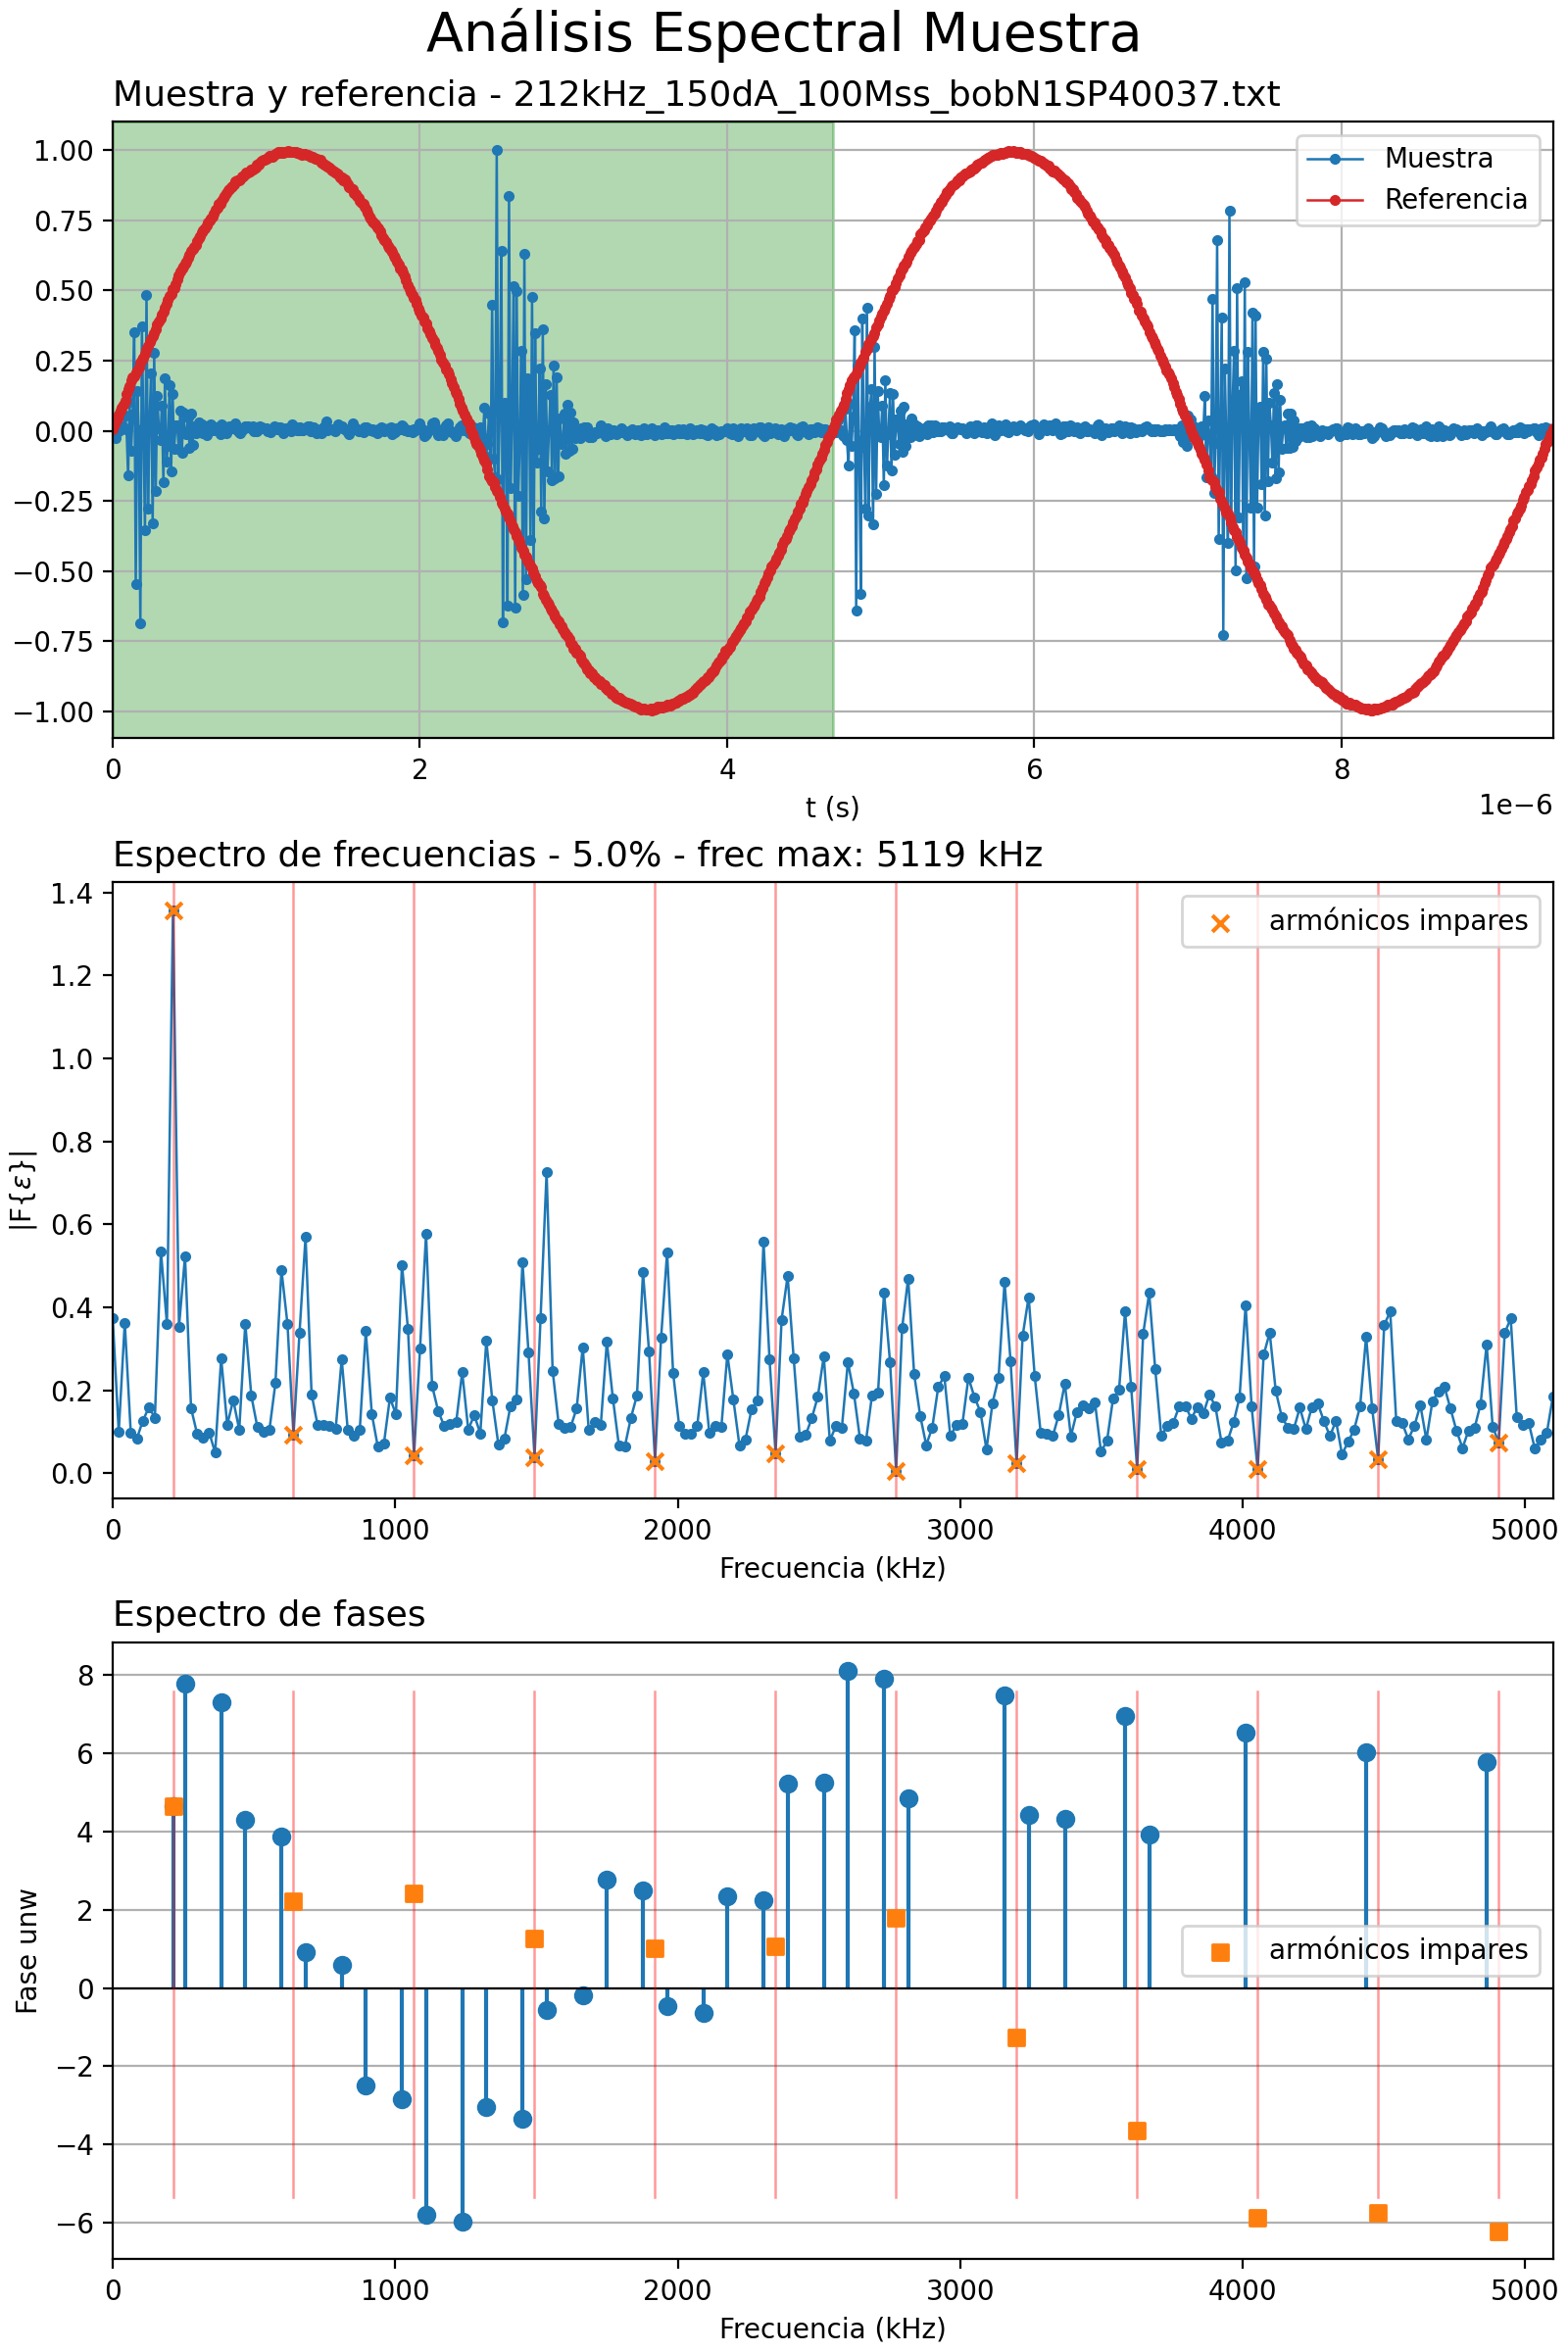 Análisis Espectral Muestra
Muestra y referencia - 212kHz_150dA_100Mss_bobN1SP40037.txt
1.00
0.75
0.50
0.25
0.00
−0.25
−0.50
−0.75
−1.00
Muestra
Referencia
0 2 4 6 8
t (s)
1e−6
Espectro de frecuencias - 5.0% - frec max: 5119 kHz
1.4
1.2
1.0
0.8
0.6
0.4
0.2
0.0
|F{ε}|
armónicos impares
0 1000 2000 3000 4000 5000
Frecuencia (kHz)
Espectro de fases
8
6
4
2
0
−2
−4
−6
Fase unw
armónicos impares
0 1000 2000 3000 4000 5000
Frecuencia (kHz)